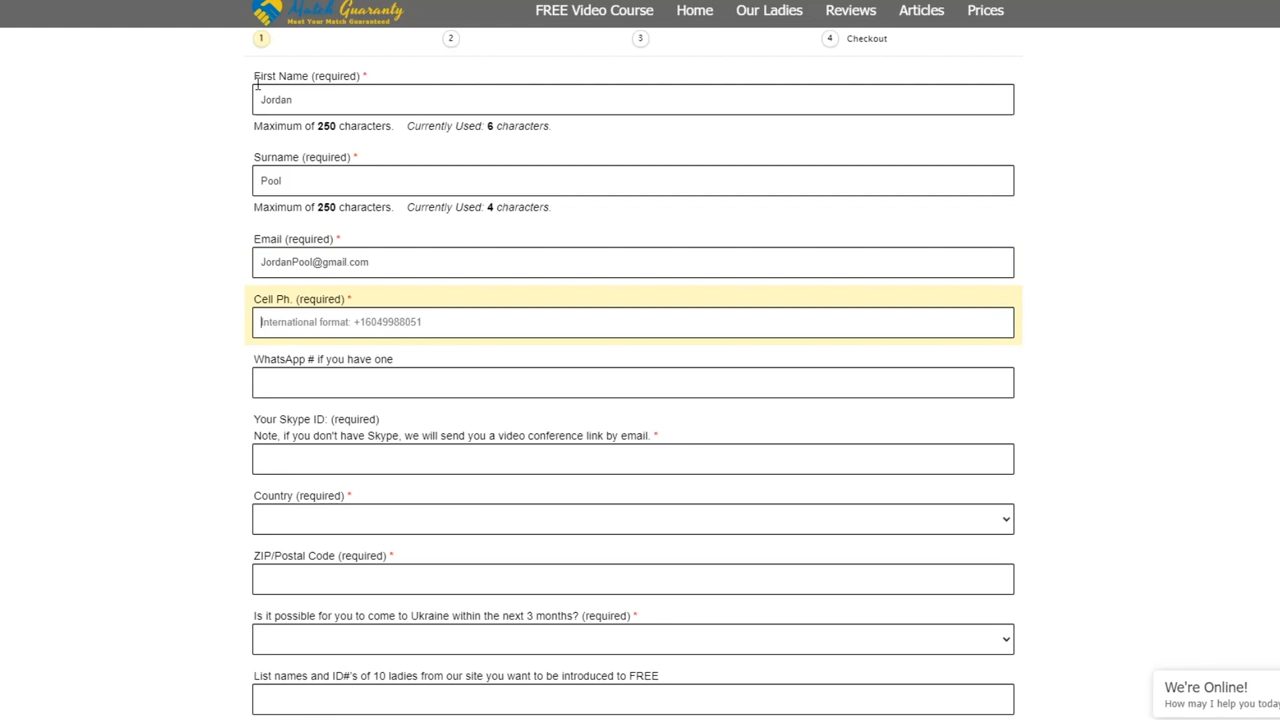 Match Guaranty
Meet Your Match Guaranteed
FREE Video Course Home Our Ladies Reviews Articles Prices
1 2 3 4 Checkout
First Name (required) *
Jordan
Maximum of 250 characters. Currently Used: 6 characters.
Surname (required) *
Pool
Maximum of 250 characters. Currently Used: 4 characters.
Email (required) *
JordanPool@gmail.com
Cell Ph. (required) *
International format: +16049988051
WhatsApp # if you have one
Your Skype ID: (required)
Note, if you don't have Skype, we will send you a video conference link by email. *
Country (required) *
ZIP/Postal Code (required) *
Is it possible for you to come to Ukraine within the next 3 months? (required) *
List names and ID#'s of 10 ladies from our site you want to be introduced to FREE
We're Online!
How may I help you today